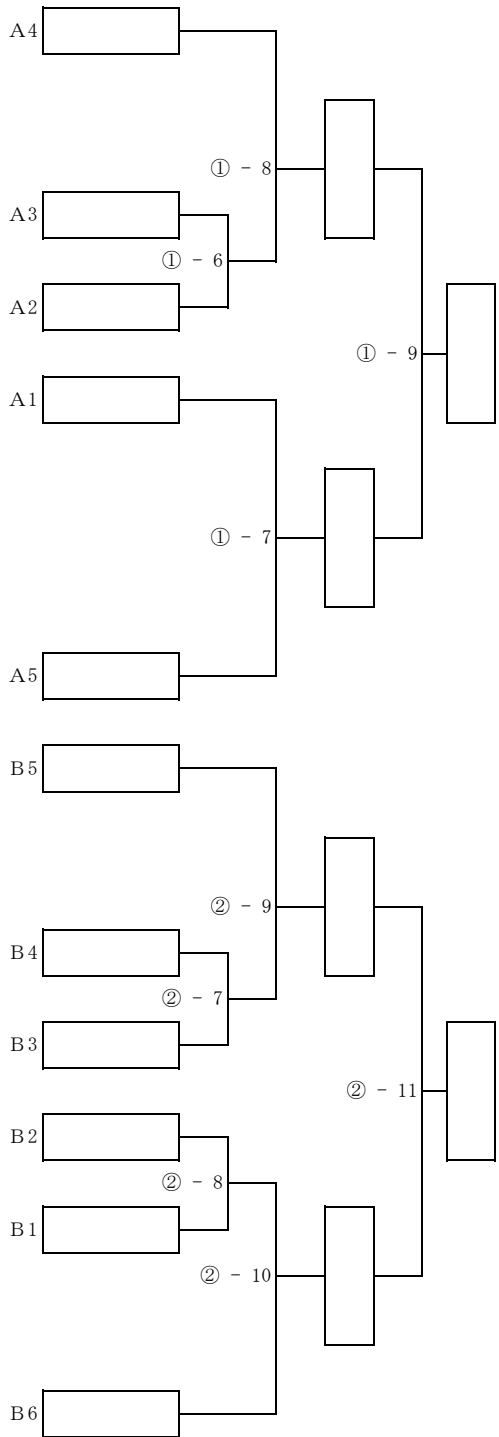 A4
① - 8
A3
① - 6
A2
① - 9
A1
① - 7
A5
B5
② - 9
B4
② - 7
B3
② - 11
B2
② - 8
B1
② - 10
B6